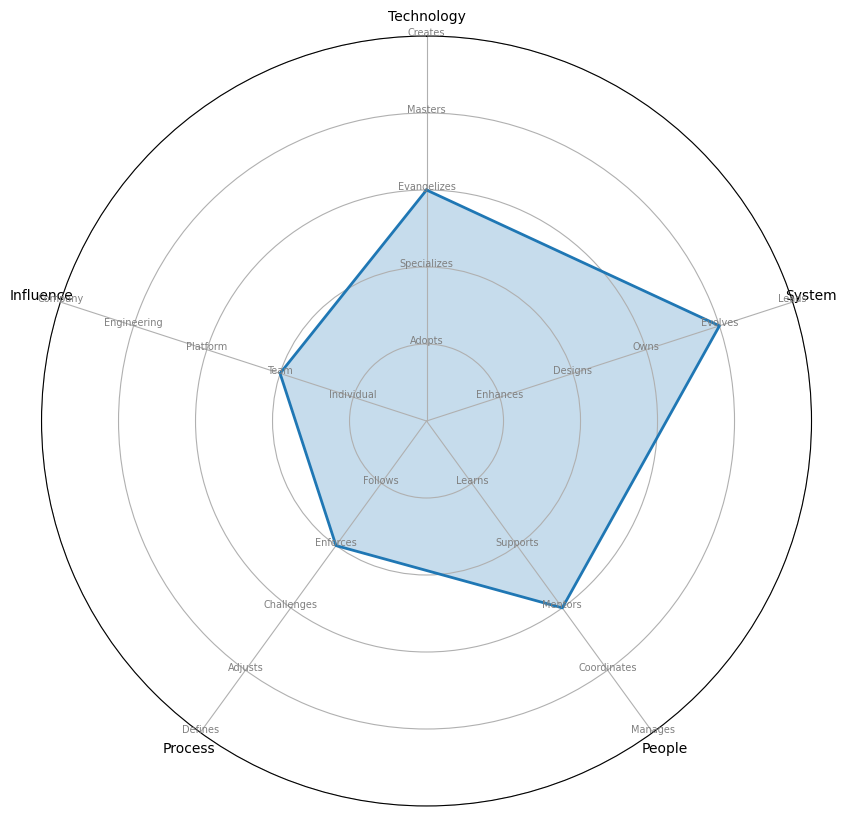 Technology
Creates
Masters
Evangelizes
Specializes
Adopts
System
Leads
Evolves
Owns
Designs
Enhances
Influence
Company
Engineering
Platform
Team
Individual
Follows
Enforces
Challenges
Adjusts
Defines
Process
Learns
Supports
Mentors
Coordinates
Manages
People